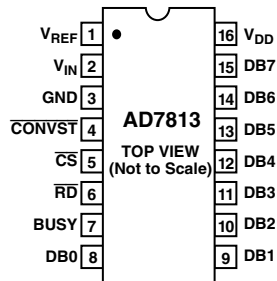 VREF 1 16 VDD
VIN 2 15 DB7
GND 3 14 DB6
CONVST 4 AD7813 13 DB5
CS 5 TOP VIEW 12 DB4
(Not to Scale)
RD 6 11 DB3
BUSY 7 10 DB2
DB0 8 9 DB1